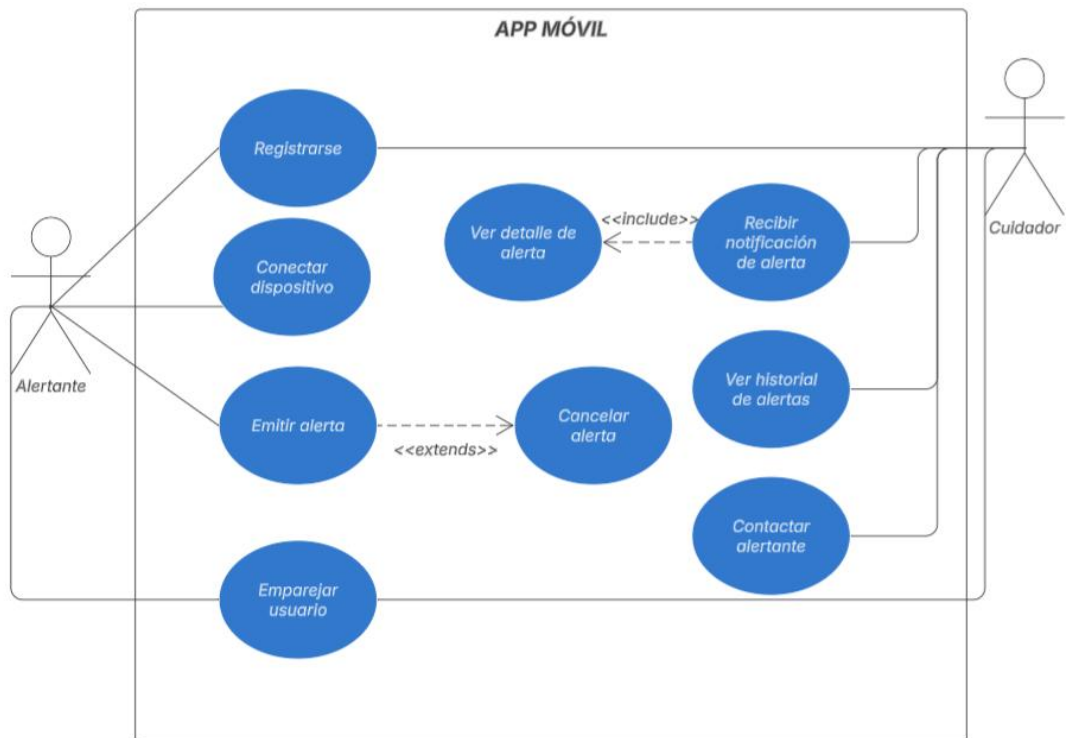 APP MÓVIL
Registrarse
Cuidador
Ver detalle de
alerta
<<include>>
Recibir
notificación
de alerta
Conectar
dispositivo
Alertante
Emitir alerta
<<extends>>
Cancelar
alerta
Ver historial
de alertas
Contactar
alertante
Emparejar
usuario